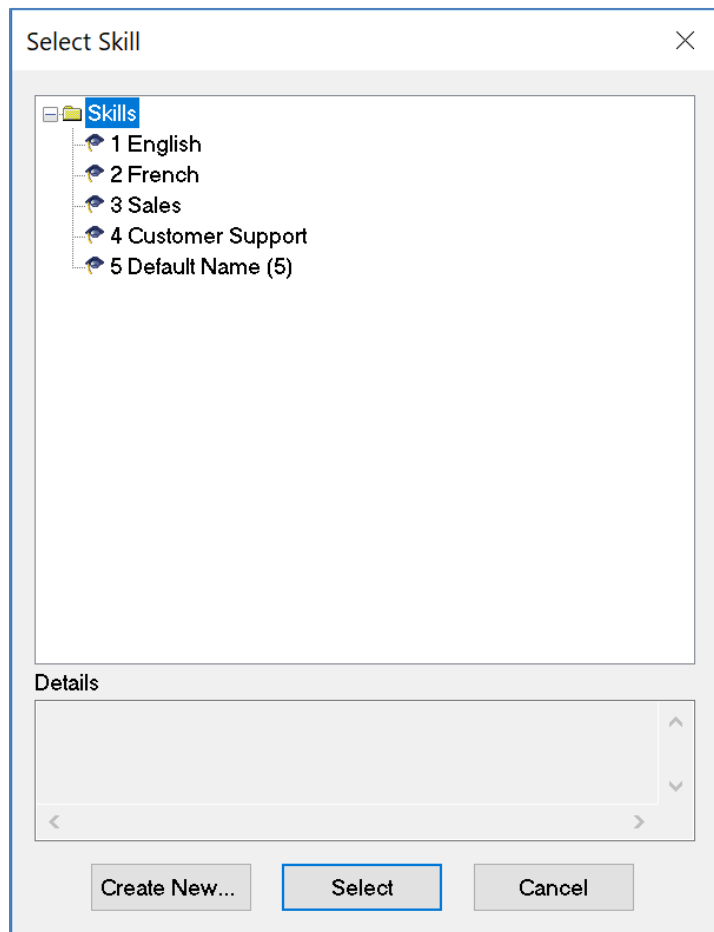 Select Skill
Skills
1 English
2 French
3 Sales
4 Customer Support
5 Default Name (5)
Details
Create New... Select Cancel